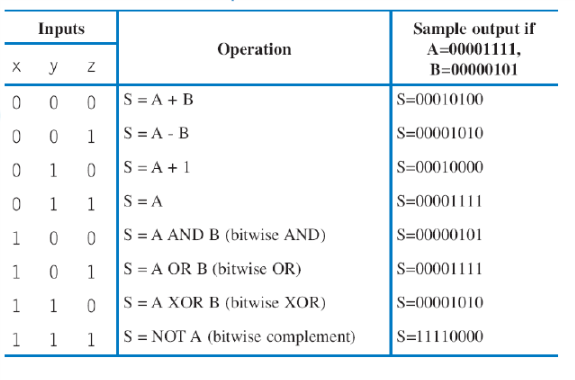 Inputs Operation Sample output if A=00001111, B=00000101
x y z
0 0 0 S = A + B S=00010100
0 0 1 S = A - B S=00001010
0 1 0 S = A + 1 S=00010000
0 1 1 S = A S=00001111
1 0 0 S = A AND B (bitwise AND) S=00000101
1 0 1 S = A OR B (bitwise OR) S=00001111
1 1 0 S = A XOR B (bitwise XOR) S=00001010
1 1 1 S = NOT A (bitwise complement) S=11110000